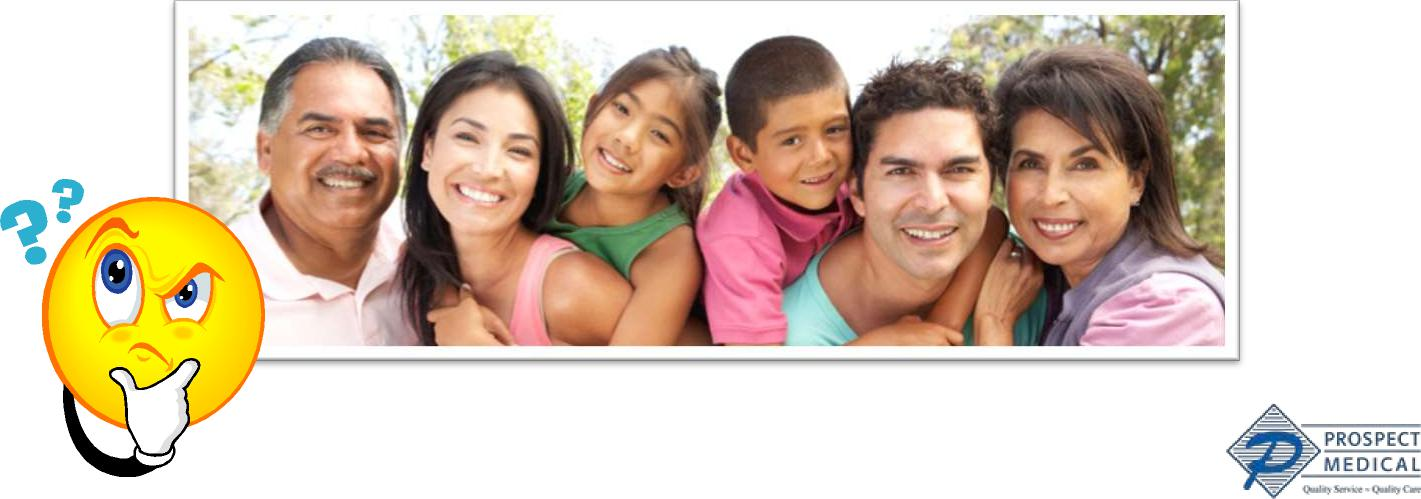 ? ?
PROSPECT
MEDICAL
Quality Service ~ Quality Care